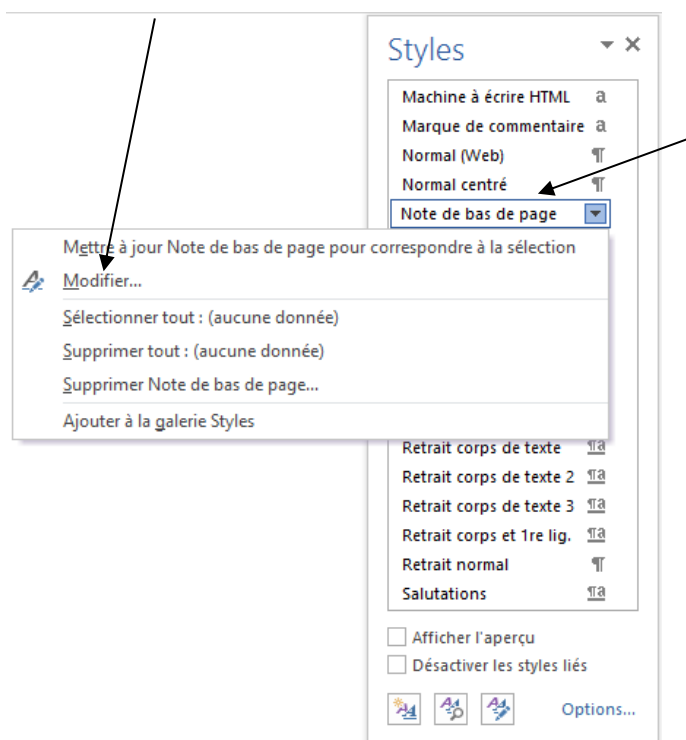 Styles
Machine à écrire HTML a
Marque de commentaire a
Normal (Web) ¶
Normal centré ¶
Note de bas de page
Mettre à jour Note de bas de page pour correspondre à la sélection
Modifier...
Sélectionner tout : (aucune donnée)
Supprimer tout : (aucune donnée)
Supprimer Note de bas de page...
Ajouter à la galerie Styles
Retrait corps de texte ¶a
Retrait corps de texte 2 ¶a
Retrait corps de texte 3 ¶a
Retrait corps et 1re lig. ¶a
Retrait normal ¶
Salutations ¶a
Afficher l'aperçu
Désactiver les styles liés
Options...